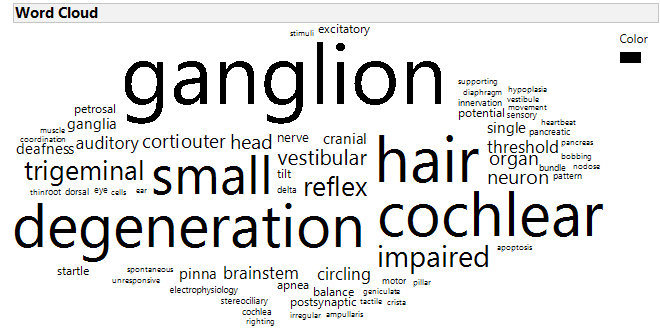 Word Cloud
Color
stimuli excitatory
ganglion
supporting
diaphragm hypoplasia
innervation vestibule
movement
petrosal potential sensory
muscle ganglia single heartbeat
coordination pancreatic
deafness auditory corti outer head nerve cranial threshold pancreas
vestibular hair organ bobbing
trigeminal small tilt bundle nodose
neuron pattern
thinroot dorsal eye cells ear delta reflex
degeneration cochlear
impaired apoptosis
startle spontaneous pinna brainstem circling
unresponsive apnea motor pillar
electrophysiology balance geniculate
stereociliary postsynaptic tactile crista
cochlea irregular ampullaris
righting